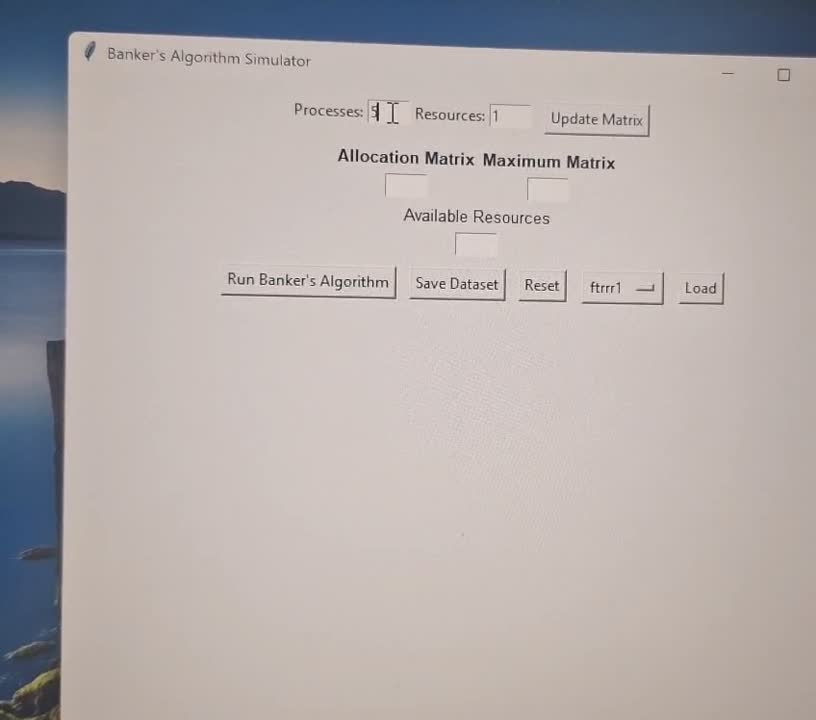 Banker's Algorithm Simulator
Processes: 5 Resources: 1 Update Matrix
Allocation Matrix Maximum Matrix
Available Resources
Run Banker's Algorithm Save Dataset Reset ftrrr1 Load